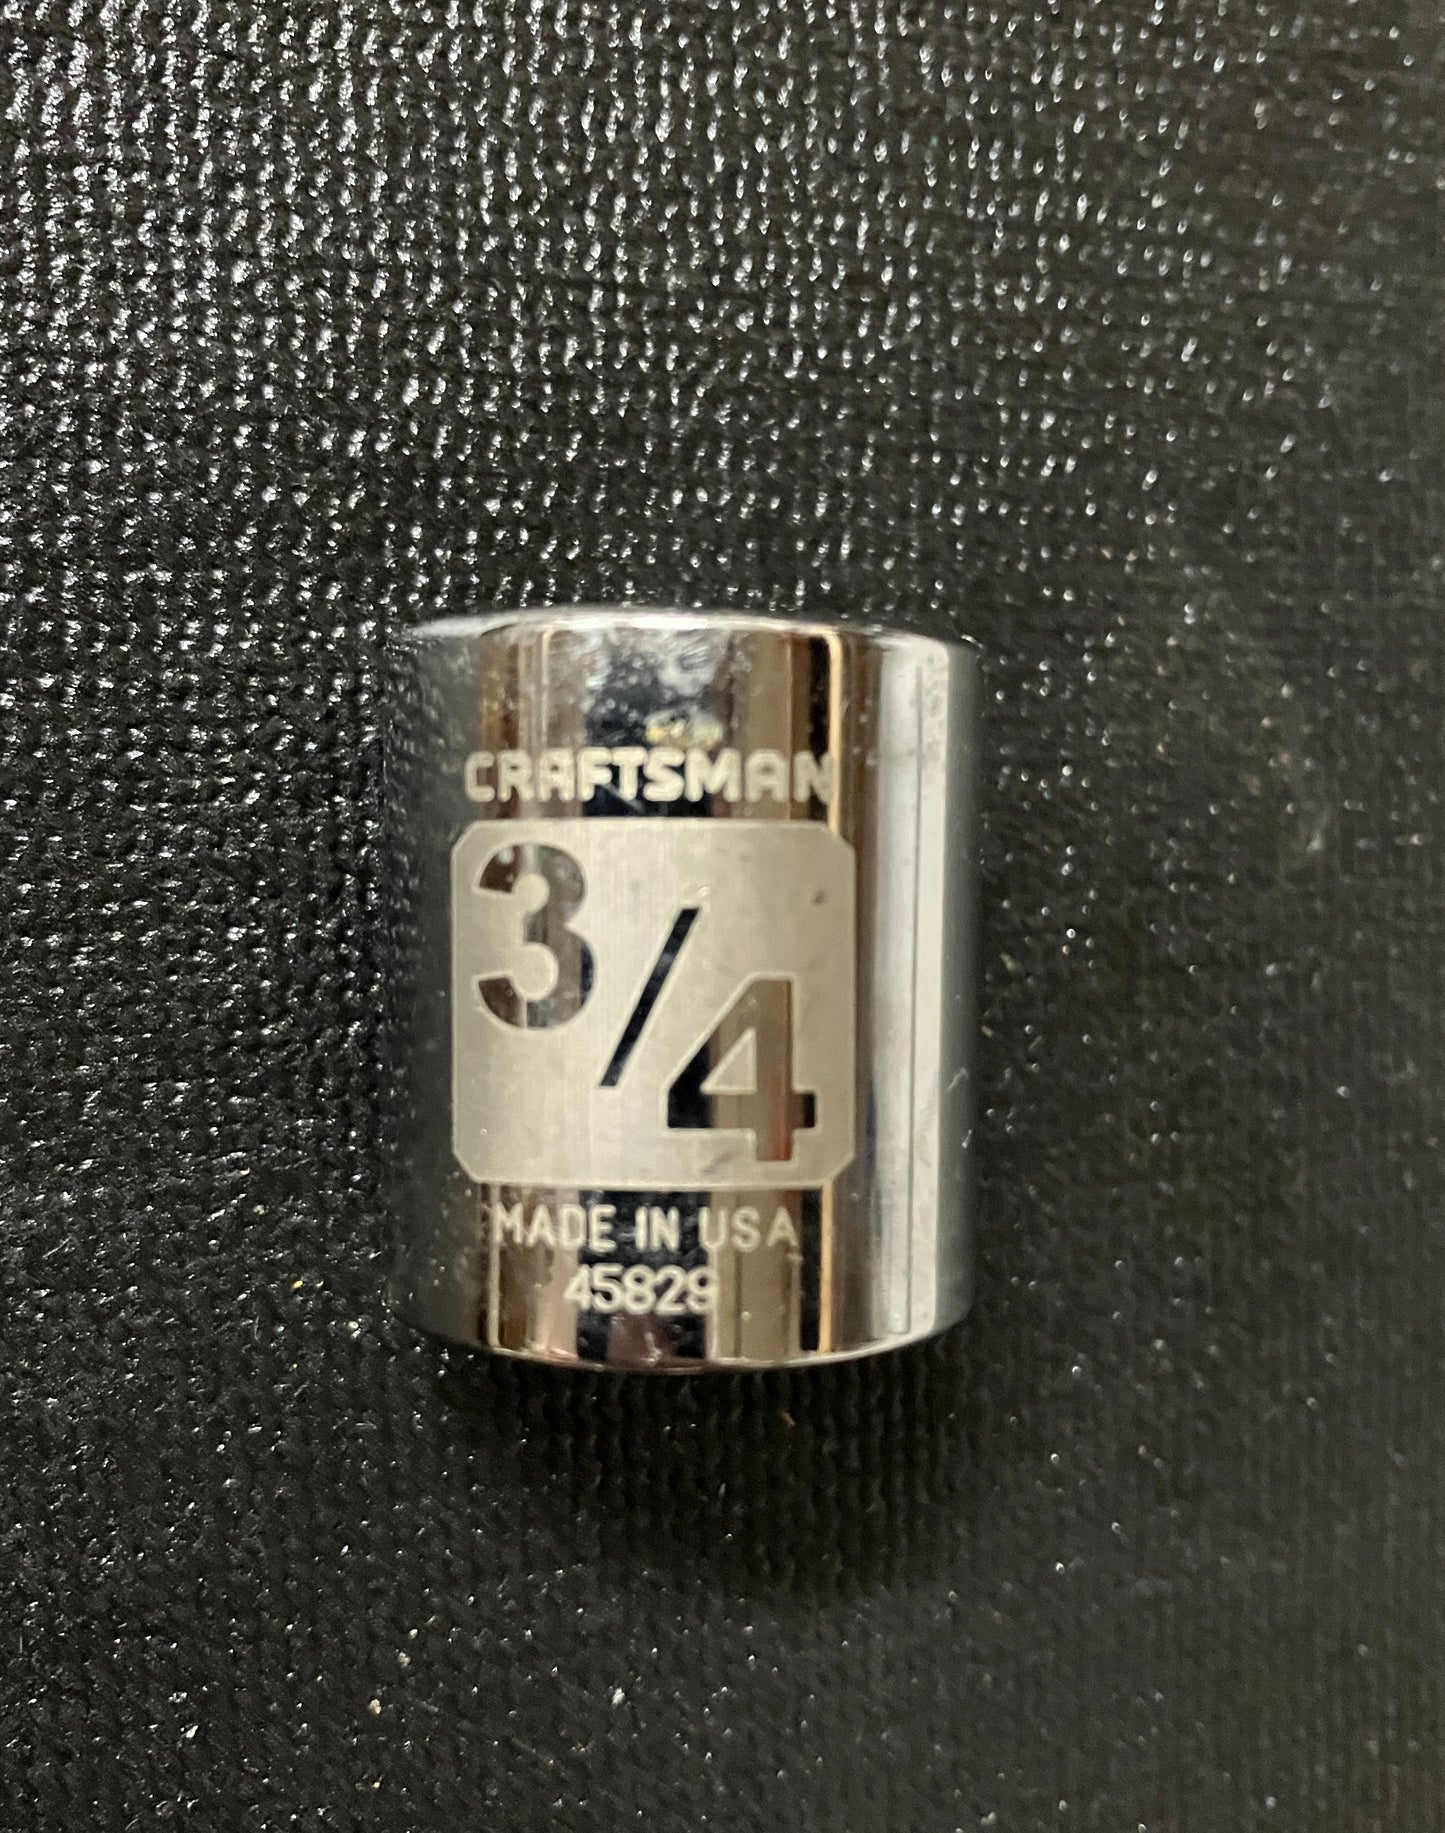 CRAFTSMAN
3/4
MADE IN USA
45829